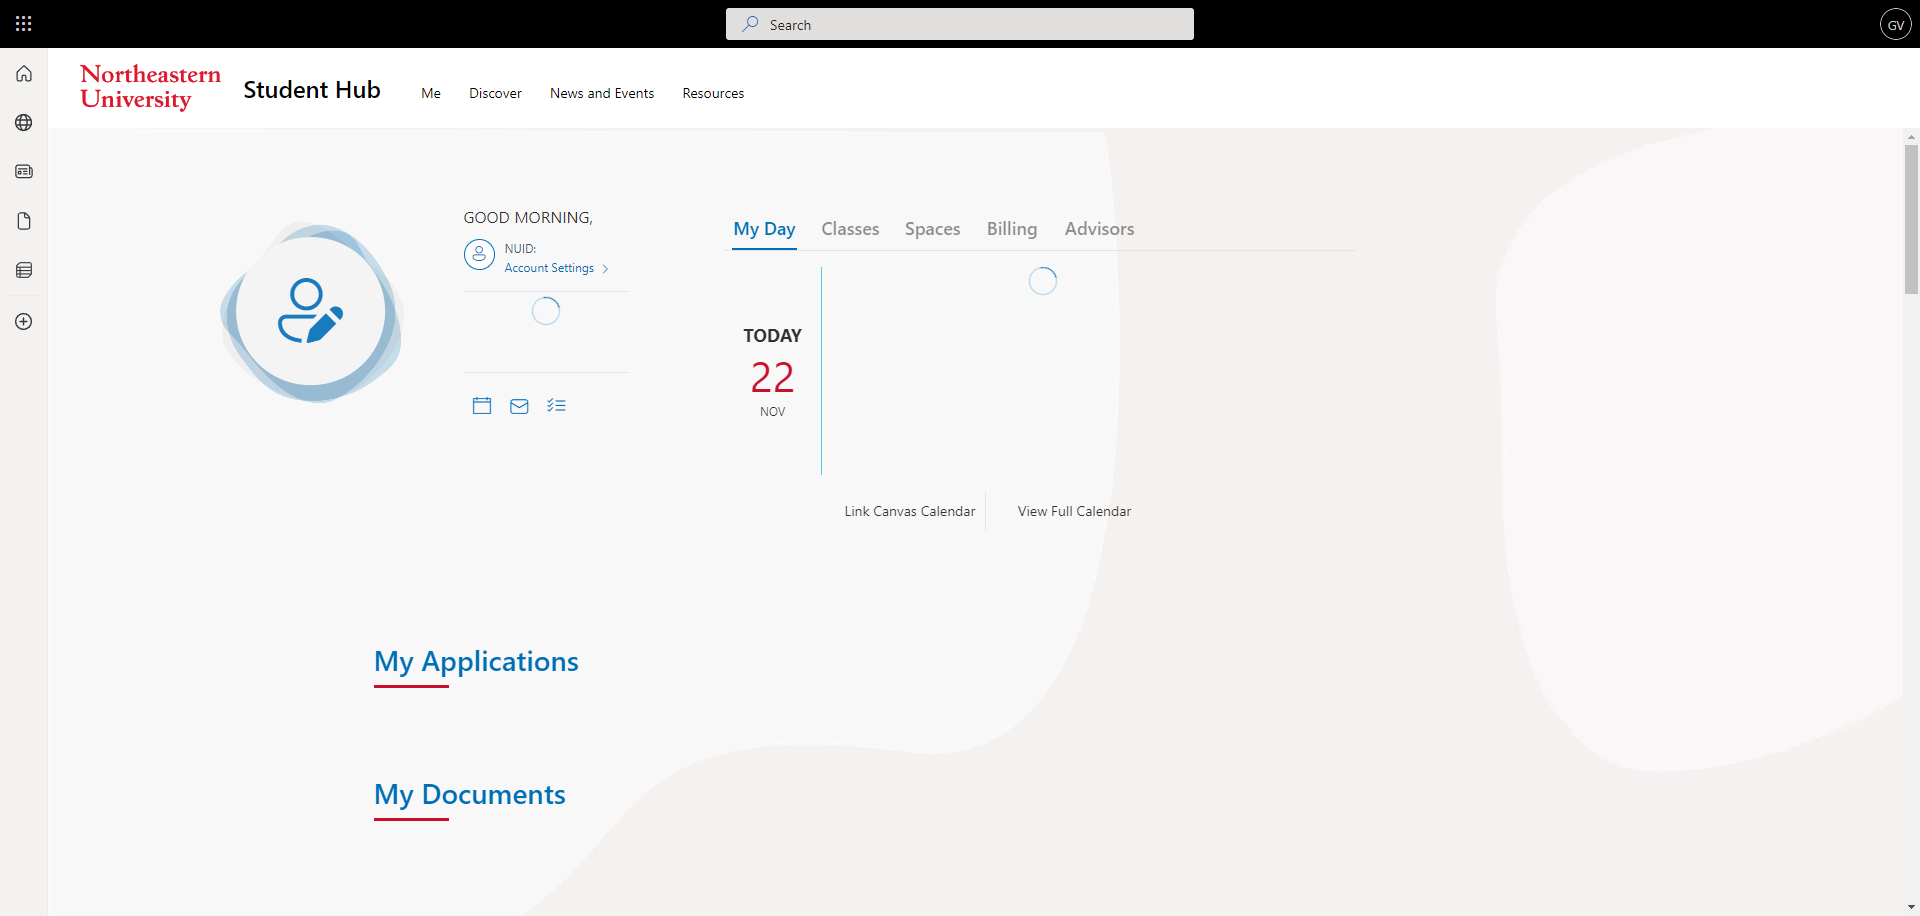 Search
GV
Northeastern
University
Student Hub
Me
Discover
News and Events
Resources
GOOD MORNING,
NUID:
Account Settings
My Day
Classes
Spaces
Billing
Advisors
TODAY
22
NOV
Link Canvas Calendar
View Full Calendar
My Applications
My Documents